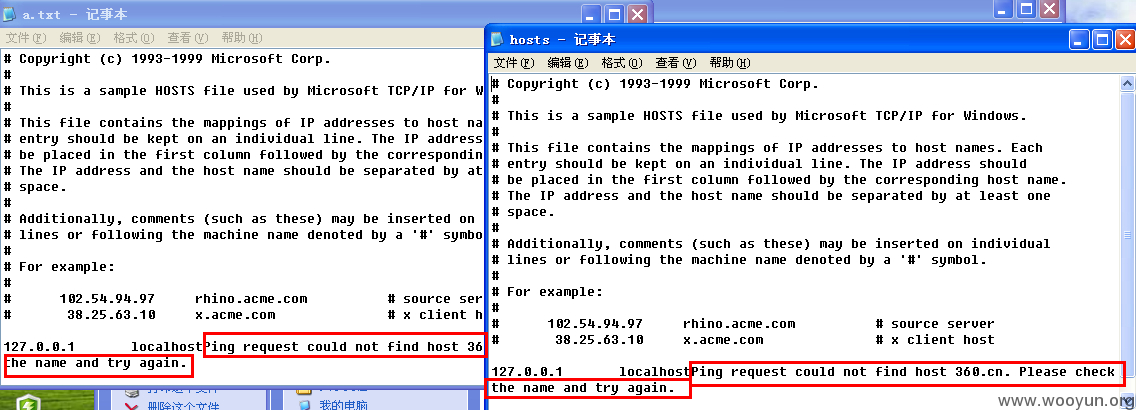 a.txt - 记事本
文件(F) 编辑(E) 格式(O) 查看(V) 帮助(H)
# Copyright (c) 1993-1999 Microsoft Corp.
#
# This is a sample HOSTS file used by Microsoft TCP/IP for W
#
# This file contains the mappings of IP addresses to host na
# entry should be kept on an individual line. The IP address
# be placed in the first column followed by the corresponding
# The IP address and the host name should be separated by at
# space.
#
# Additionally, comments (such as these) may be inserted on
# lines or following the machine name denoted by a '#' symbo
#
# For example:
#
#      102.54.94.97     rhino.acme.com          # source ser
#       38.25.63.10     x.acme.com              # x client h
127.0.0.1       localhostPing request could not find host 36
the name and try again.
删除这个文件
我的电脑
hosts - 记事本
文件(F) 编辑(E) 格式(O) 查看(V) 帮助(H)
# Copyright (c) 1993-1999 Microsoft Corp.
#
# This is a sample HOSTS file used by Microsoft TCP/IP for Windows.
#
# This file contains the mappings of IP addresses to host names. Each
# entry should be kept on an individual line. The IP address should
# be placed in the first column followed by the corresponding host name.
# The IP address and the host name should be separated by at least one
# space.
#
# Additionally, comments (such as these) may be inserted on individual
# lines or following the machine name denoted by a '#' symbol.
#
# For example:
#
#      102.54.94.97     rhino.acme.com          # source server
#       38.25.63.10     x.acme.com              # x client host
127.0.0.1       localhostPing request could not find host 360.cn. Please check
the name and try again.
www.wooyun.org